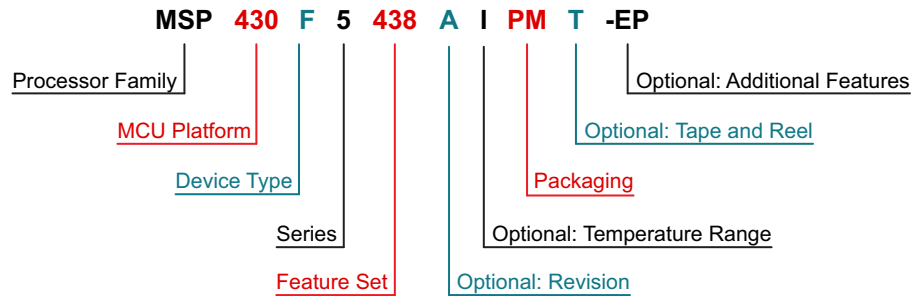 MSP 430 F 5 438 A I PM T -EP
Processor Family
Optional: Additional Features
MCU Platform
Optional: Tape and Reel
Device Type
Packaging
Series
Optional: Temperature Range
Feature Set
Optional: Revision